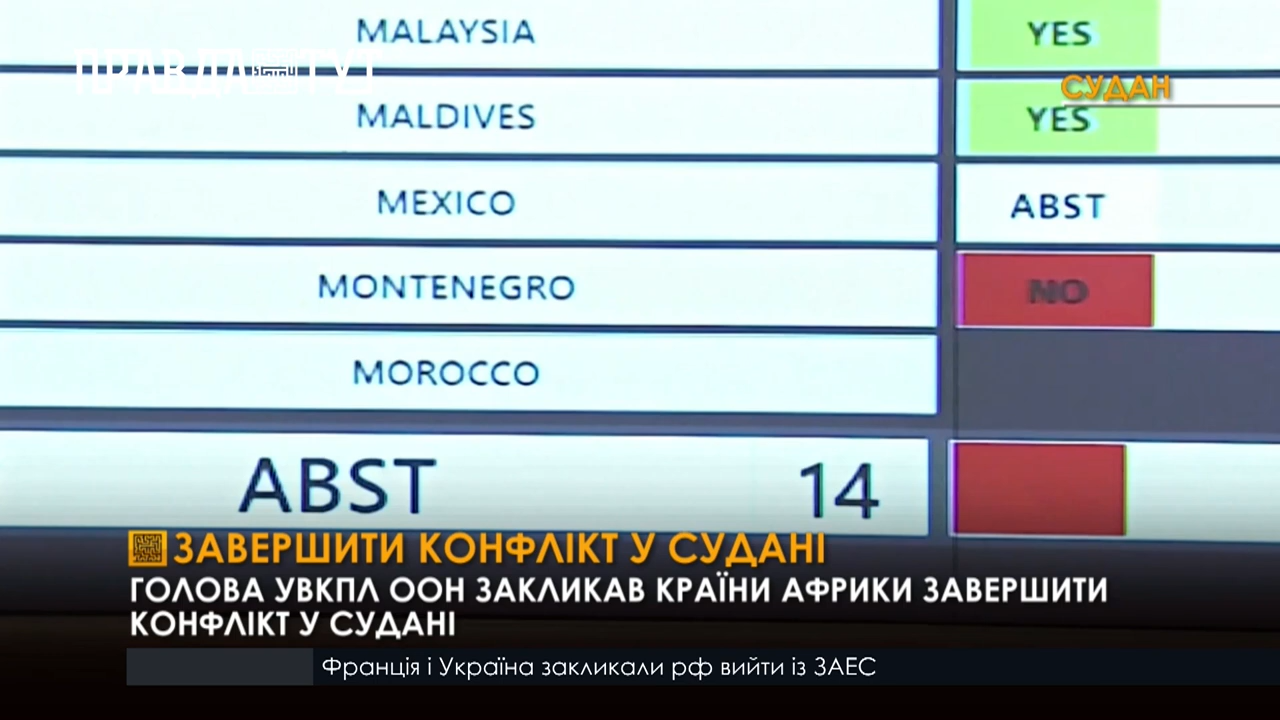 MALAYSIA YES
ПРАВДА ТУТ
СУДАН
MALDIVES YES
MEXICO ABST
MONTENEGRO NO
MOROCCO
ABST 14
ЗАВЕРШИТИ КОНФЛІКТ У СУДАНІ
ГОЛОВА УВКПЛ ООН ЗАКЛИКАВ КРАЇНИ АФРИКИ ЗАВЕРШИТИ
КОНФЛІКТ У СУДАНІ
Франція і Україна закликали рф вийти із ЗАЕС